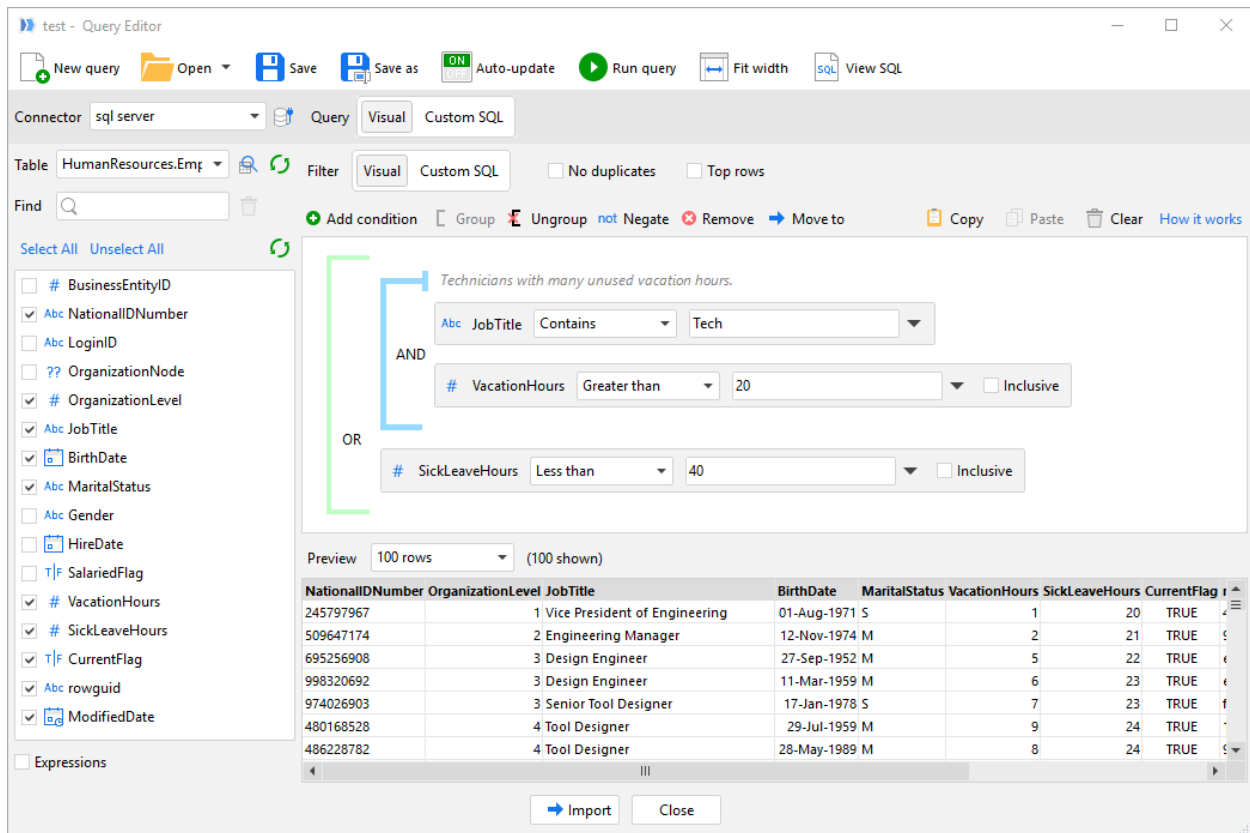 test - Query Editor
New query Open Save Save as ON OFF Auto-update Run query Fit width SQL View SQL
Connector sql server Query Visual Custom SQL
Table HumanResources.Emp Filter Visual Custom SQL No duplicates Top rows
Find
Add condition Group Ungroup not Negate Remove Move to Copy Paste Clear How it works
Select All Unselect All
# BusinessEntityID
Abc NationalIDNumber
Abc LoginID
?? OrganizationNode
# OrganizationLevel
Abc JobTitle
BirthDate
Abc MaritalStatus
Abc Gender
HireDate
T|F SalariedFlag
# VacationHours
# SickLeaveHours
T|F CurrentFlag
Abc rowguid
ModifiedDate
Expressions
Technicians with many unused vacation hours.
Abc JobTitle Contains Tech
AND
# VacationHours Greater than 20 Inclusive
OR
# SickLeaveHours Less than 40 Inclusive
Preview 100 rows (100 shown)
NationalIDNumber OrganizationLevel JobTitle BirthDate MaritalStatus VacationHours SickLeaveHours CurrentFlag
245797967 1 Vice President of Engineering 01-Aug-1971 S 1 20 TRUE
509647174 2 Engineering Manager 12-Nov-1974 M 2 21 TRUE
695256908 3 Design Engineer 27-Sep-1952 M 5 22 TRUE
998320692 3 Design Engineer 11-Mar-1959 M 6 23 TRUE
974026903 3 Senior Tool Designer 17-Jan-1978 S 7 23 TRUE
480168528 4 Tool Designer 29-Jul-1959 M 9 24 TRUE
486228782 4 Tool Designer 28-May-1989 M 8 24 TRUE
Import Close